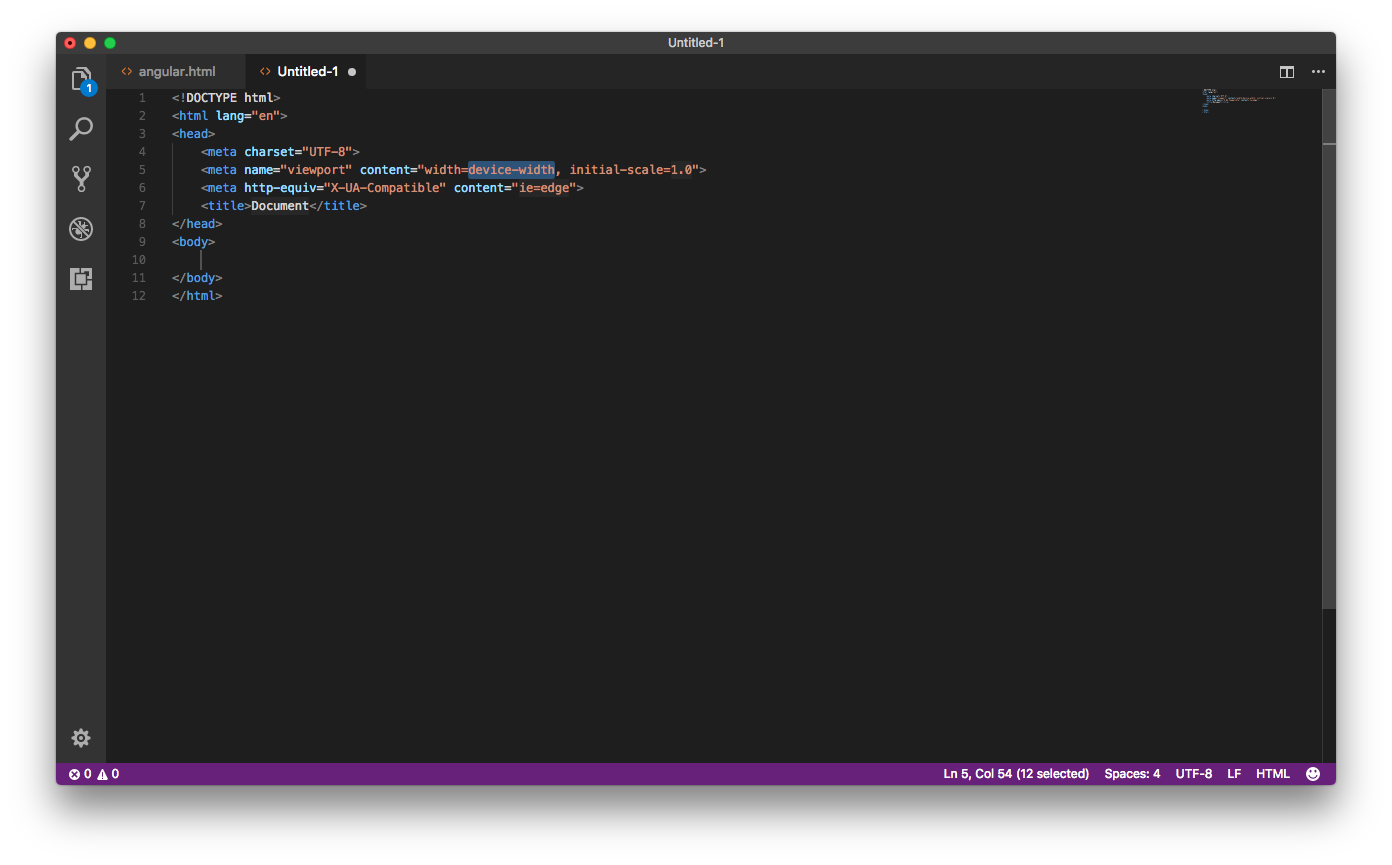 Untitled-1
angular.html
Untitled-1
1
1 <!DOCTYPE html>
2 <html lang="en">
3 <head>
4     <meta charset="UTF-8">
5     <meta name="viewport" content="width=device-width, initial-scale=1.0">
6     <meta http-equiv="X-UA-Compatible" content="ie=edge">
7     <title>Document</title>
8 </head>
9 <body>
10
11 </body>
12 </html>
0 0 Ln 5, Col 54 (12 selected) Spaces: 4 UTF-8 LF HTML